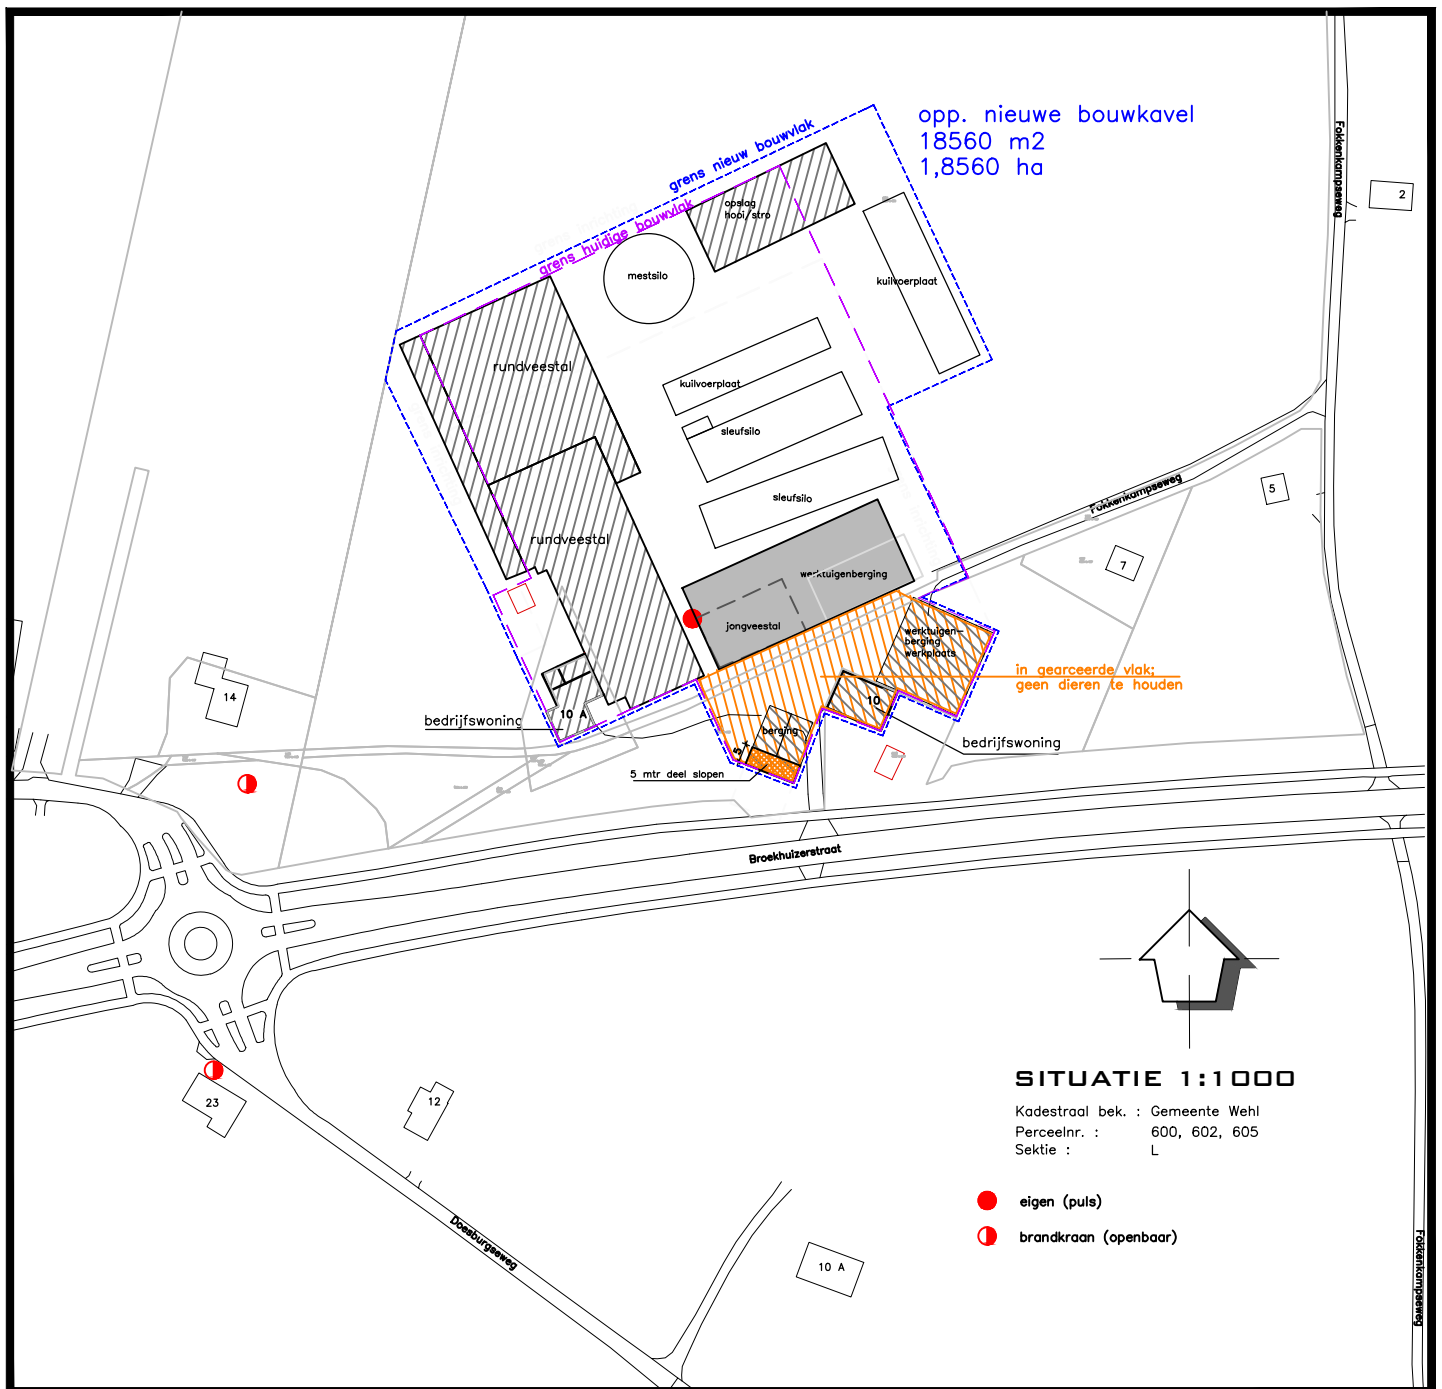 opp. nieuwe bouwkavel
18560 m2
1,8560 ha
grens nieuw bouwvlak
grens huidige bouwvlak
Fokkenkampseweg
2
opslag
hooi/stro
mestsilo
kuilvoerplaat
rundveestal
kuilvoerplaat
sleufsilo
sleufsilo
Fokkenkampseweg
5
rundveestal
7
werktuigenberging
jongveestal
werktuigen-
berging
werkplaats
in gearceerde vlak;
geen dieren te houden
14
10
10 A
bedrijfswoning
berging
bedrijfswoning
5
5 mtr deel slopen
Broekhuizerstraat
23
12
SITUATIE 1:1000
Kadestraal bek. : Gemeente Wehl
Perceelnr. : 600, 602, 605
Sektie : L
eigen (puls)
brandkraan (openbaar)
Doesburgseweg
10 A
Fokkenkampseweg